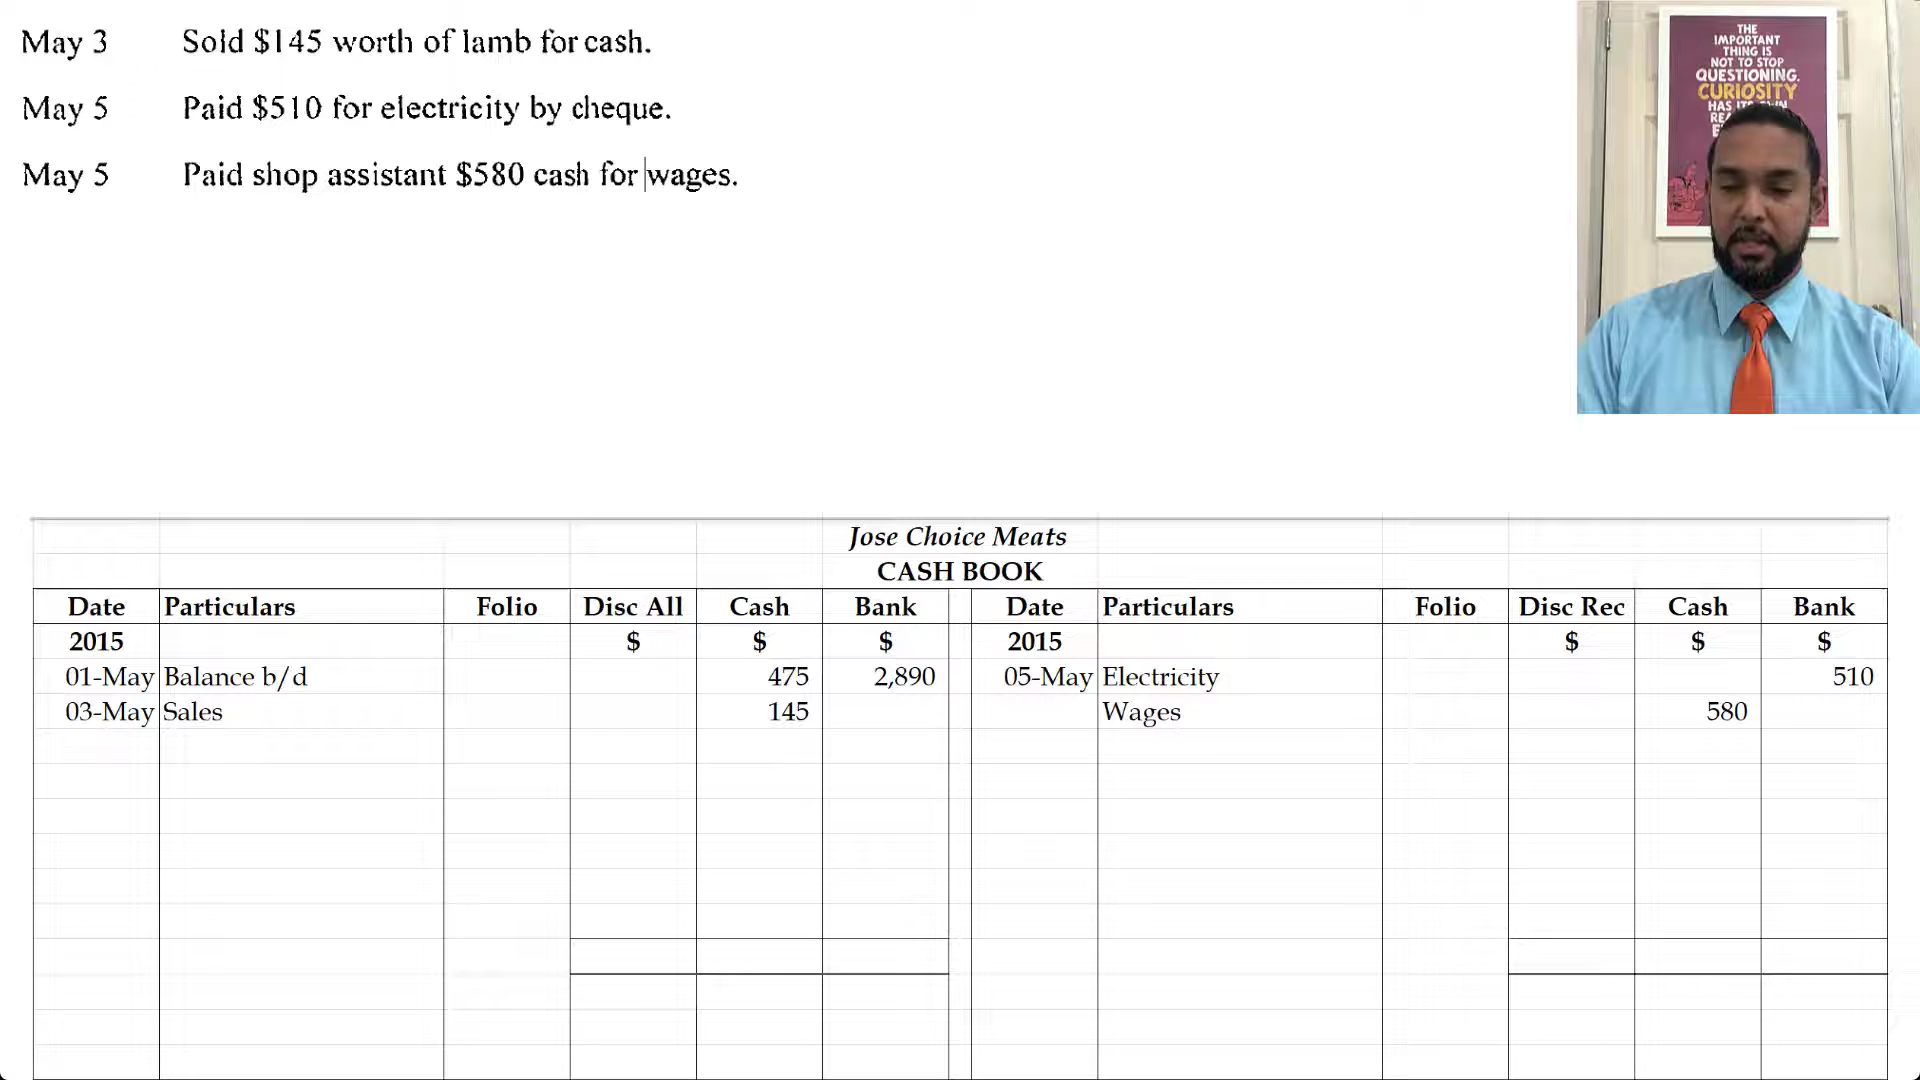 May 3 Sold $145 worth of lamb for cash.
May 5 Paid $510 for electricity by cheque.
May 5 Paid shop assistant $580 cash for wages.
THE
IMPORTANT
THING IS
NOT TO STOP
QUESTIONING.
CURIOSITY
HAS ITS OWN
Jose Choice Meats
CASH BOOK
Date Particulars Folio Disc All Cash Bank Date Particulars Folio Disc Rec Cash Bank
2015 $ $ $ 2015 $ $ $
01-May Balance b/d 475 2,890 05-May Electricity 510
03-May Sales 145 Wages 580